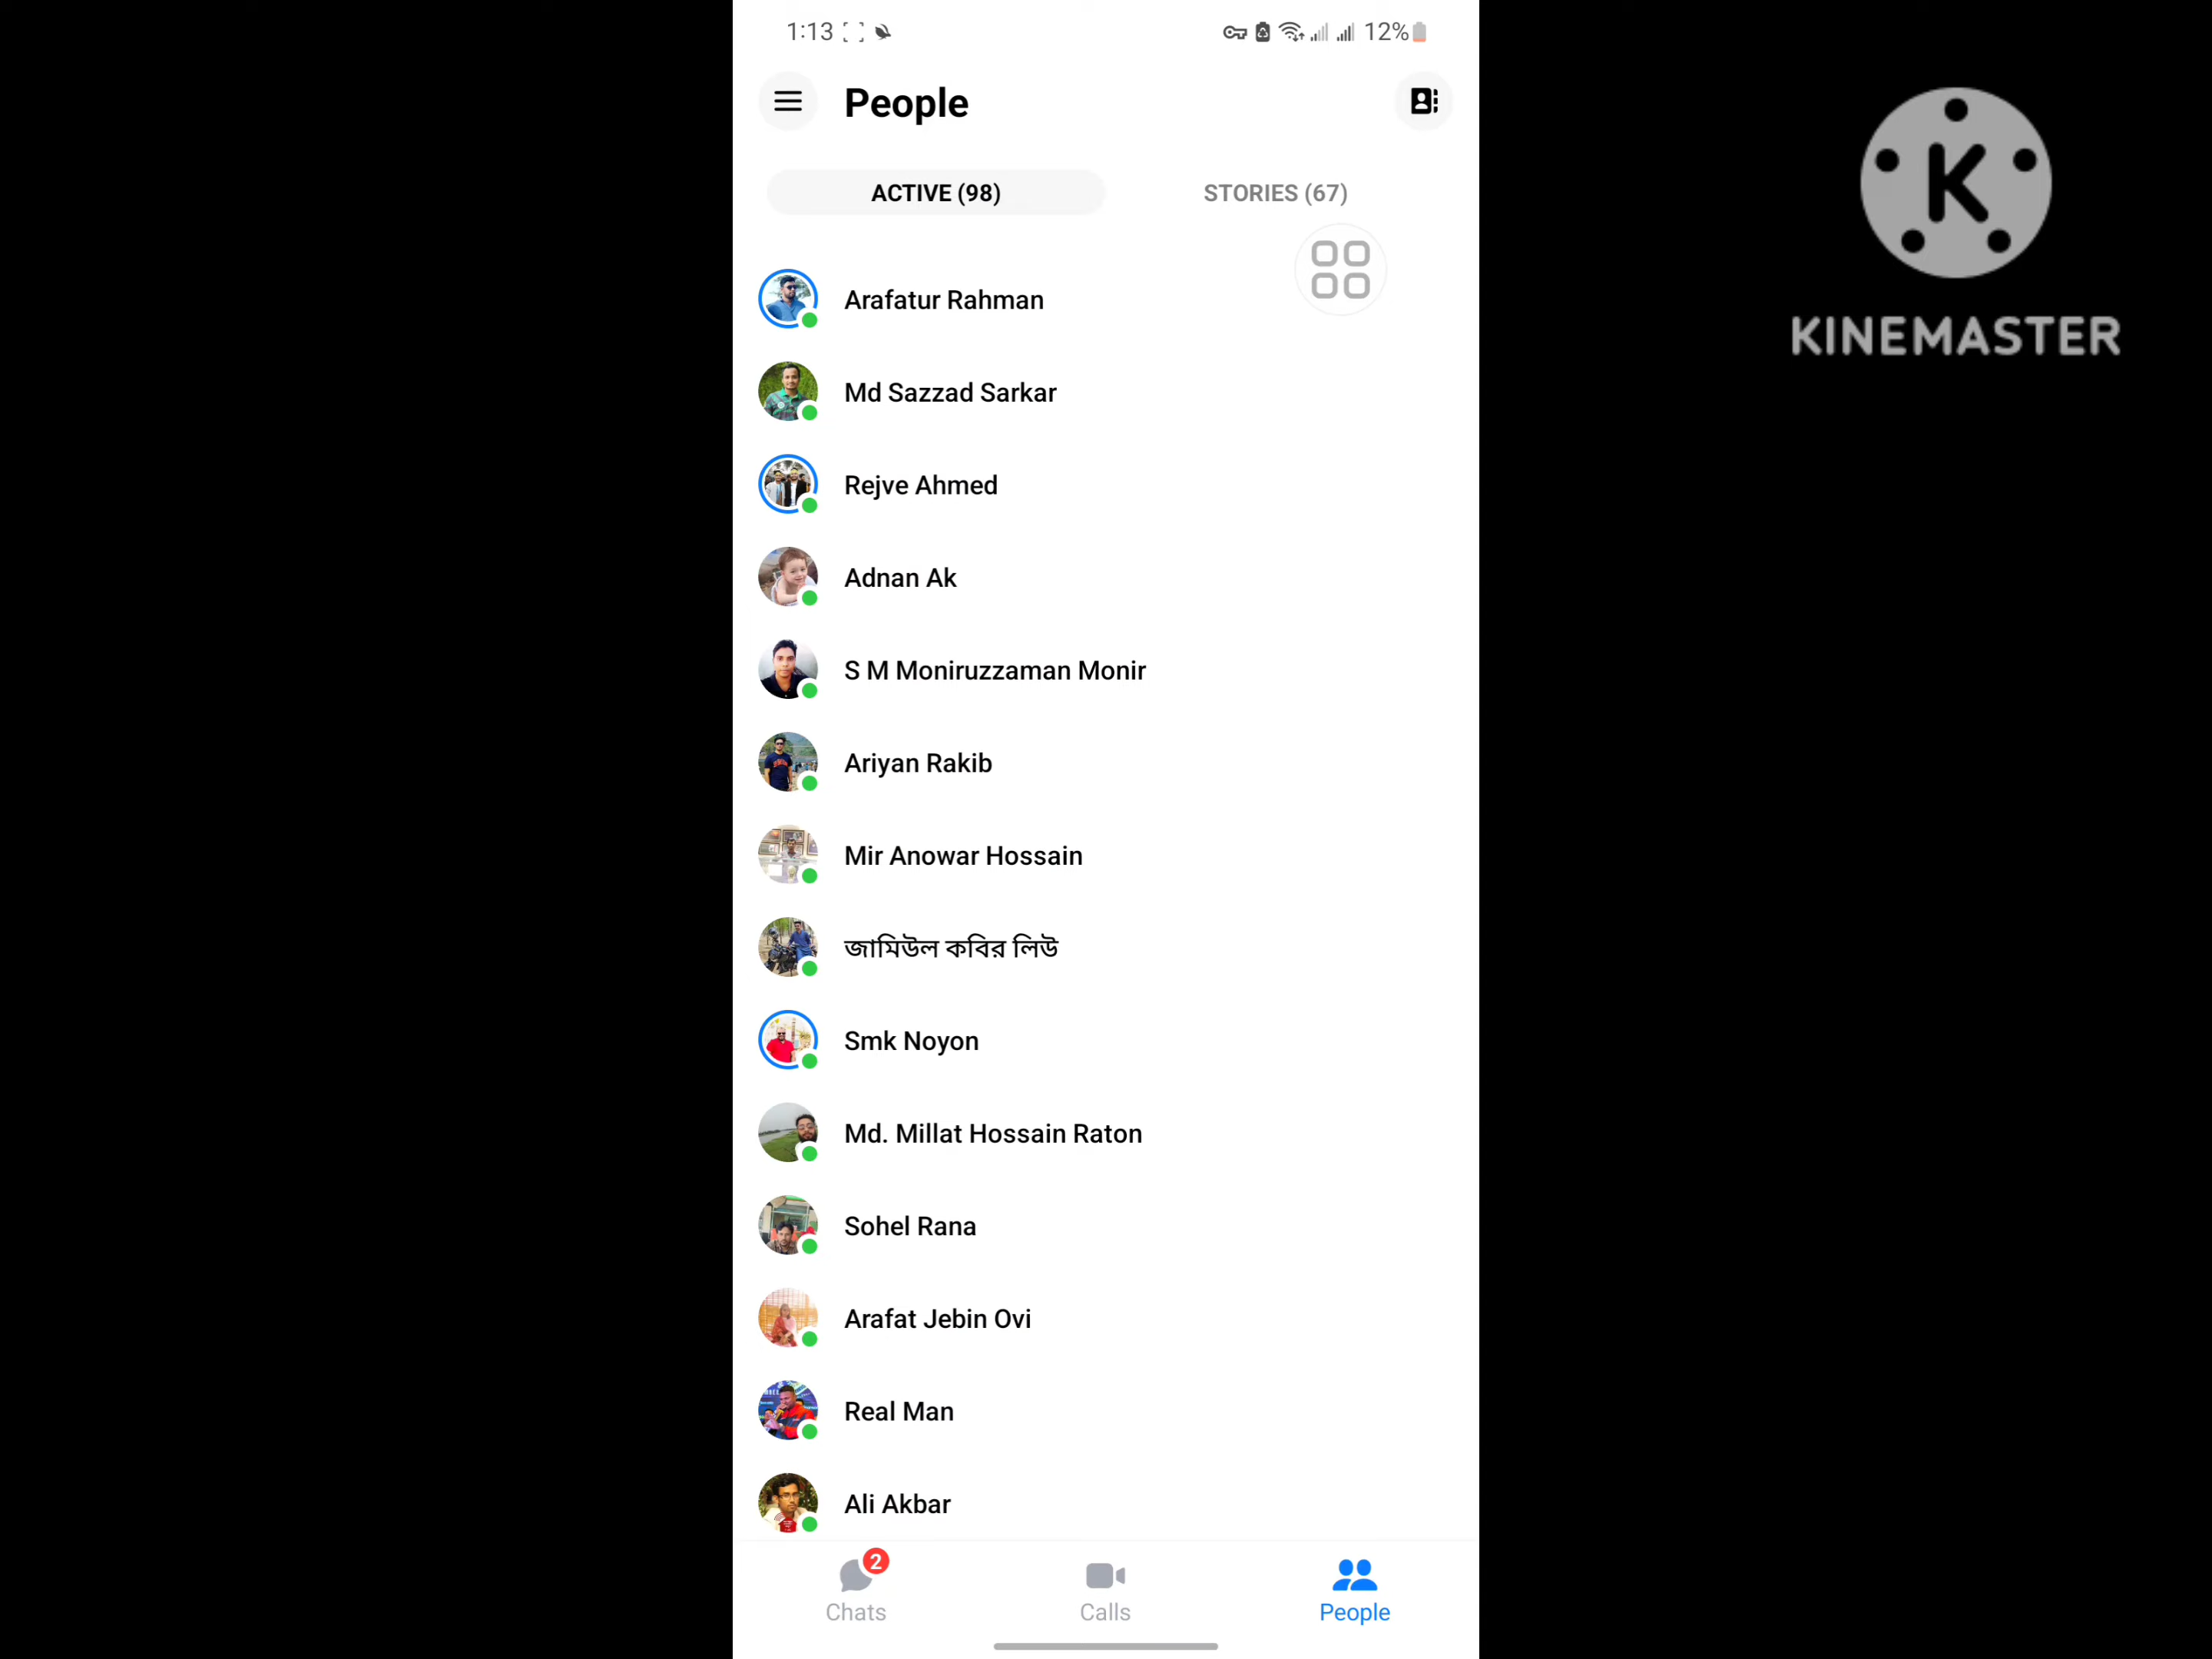 1:13
12%
People
ACTIVE (98)
STORIES (67)
Arafatur Rahman
Md Sazzad Sarkar
Rejve Ahmed
Adnan Ak
S M Moniruzzaman Monir
Ariyan Rakib
Mir Anowar Hossain
জামিউল কবির লিউ
Smk Noyon
Md. Millat Hossain Raton
Sohel Rana
Arafat Jebin Ovi
Real Man
Ali Akbar
2
Chats
Calls
People
K
KINEMASTER